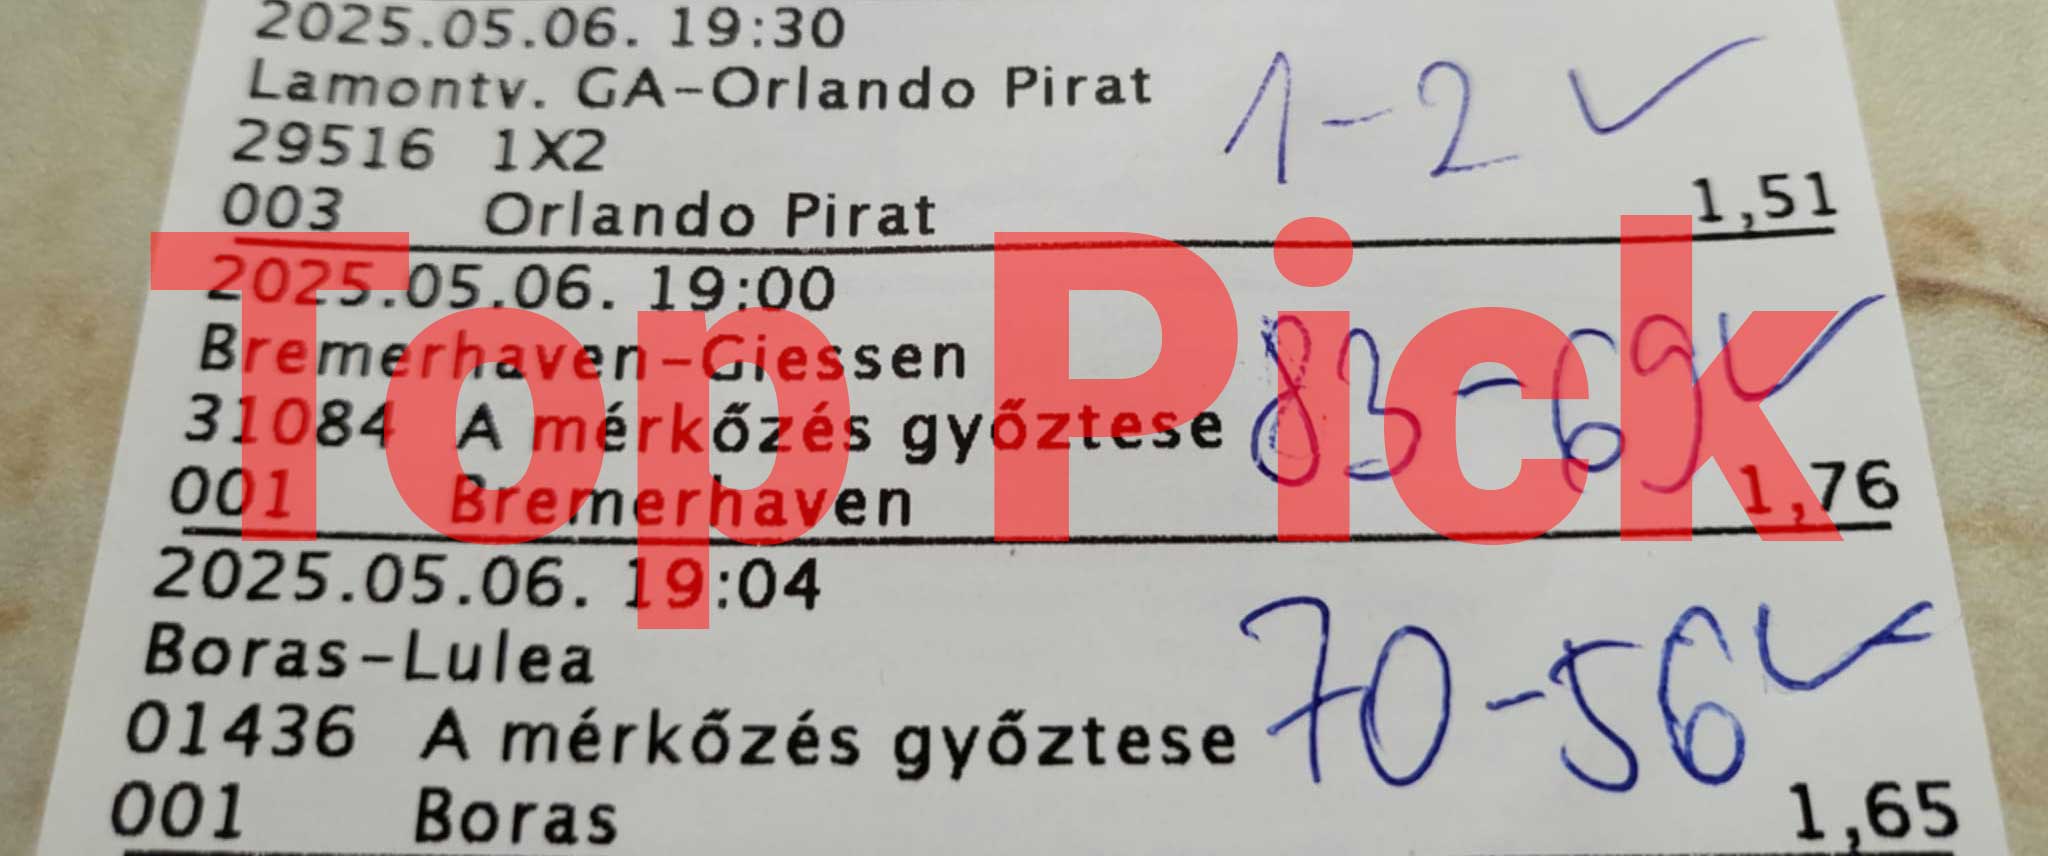 2025.05.06. 19:30
Lamontv. GA-Orlando Pirat 1-2 ✓
29516 1X2
003 Orlando Pirat 1,51
2025.05.06. 19:00
Bremerhaven-Giessen
31084 A mérkőzés győztese 83-69 ✓
001 Bremerhaven 1,76
Top Pick
2025.05.06. 19:04
Boras-Lulea
01436 A mérkőzés győztese 70-56 ✓
001 Boras 1,65